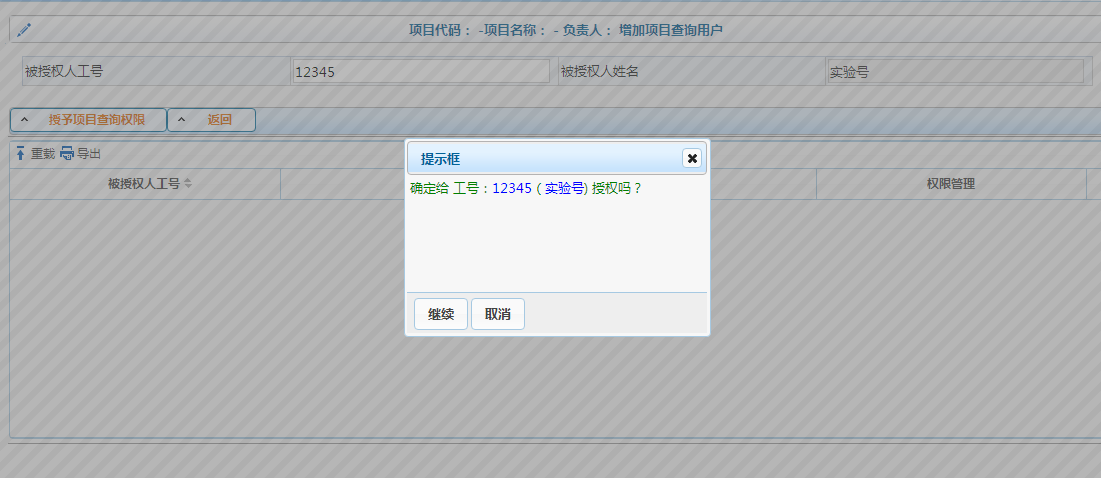 项目代码： -项目名称： - 负责人： 增加项目查询用户
被授权人工号 12345 被授权人姓名 实验号
授予项目查询权限 返回
重载 导出
被授权人工号 权限管理
提示框
确定给 工号：12345 ( 实验号) 授权吗？
继续 取消